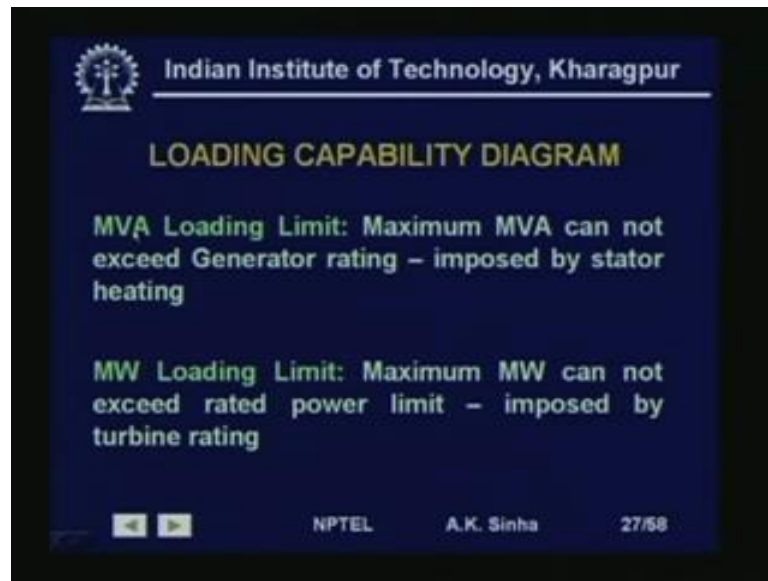 Indian Institute of Technology, Kharagpur
LOADING CAPABILITY DIAGRAM
MVA Loading Limit: Maximum MVA can not
exceed Generator rating – imposed by stator
heating
MW Loading Limit: Maximum MW can not
exceed rated power limit – imposed by
turbine rating
NPTEL A.K. Sinha 27/58